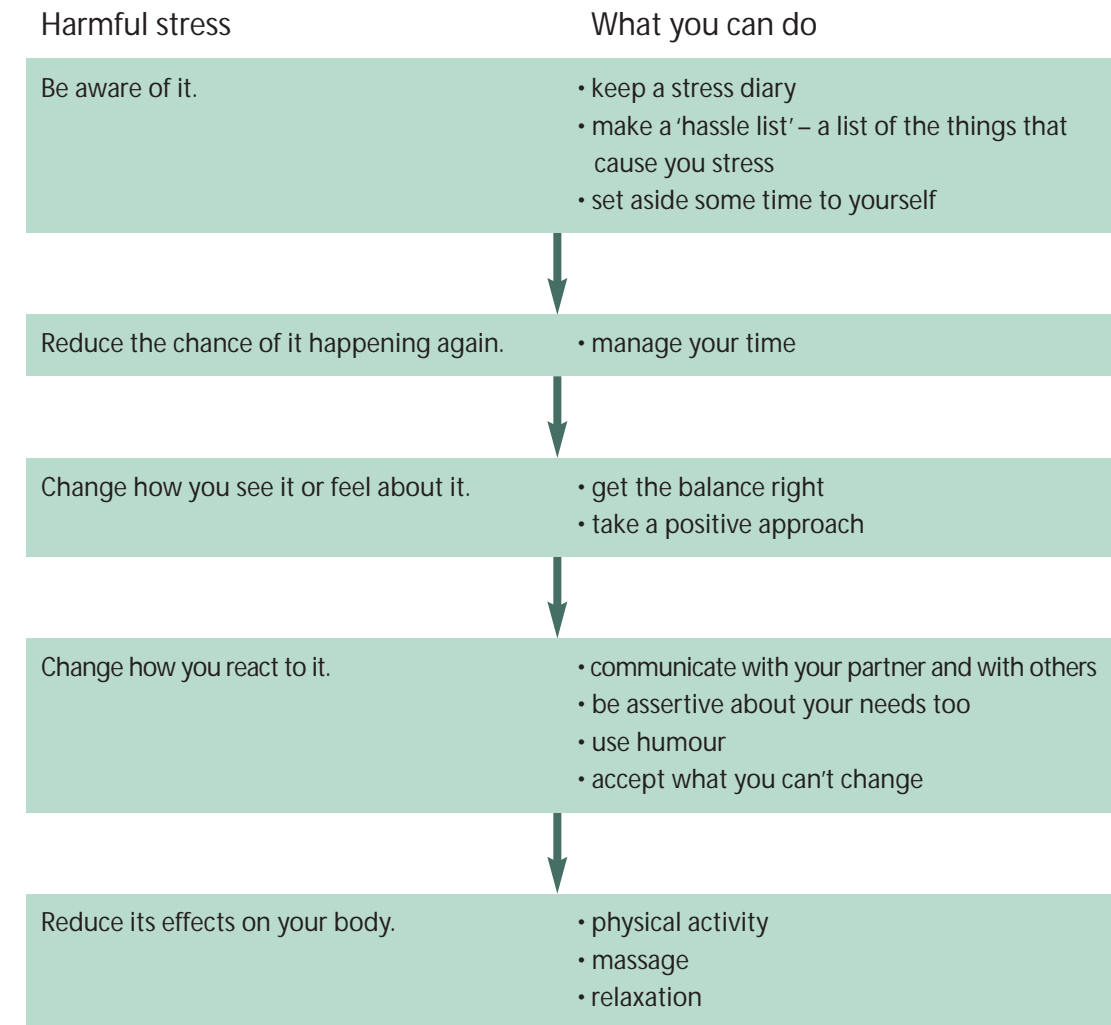 Harmful stress
What you can do
Be aware of it.
• keep a stress diary
• make a 'hassle list' – a list of the things that
cause you stress
• set aside some time to yourself
Reduce the chance of it happening again.
• manage your time
Change how you see it or feel about it.
• get the balance right
• take a positive approach
Change how you react to it.
• communicate with your partner and with others
• be assertive about your needs too
• use humour
• accept what you can't change
Reduce its effects on your body.
• physical activity
• massage
• relaxation